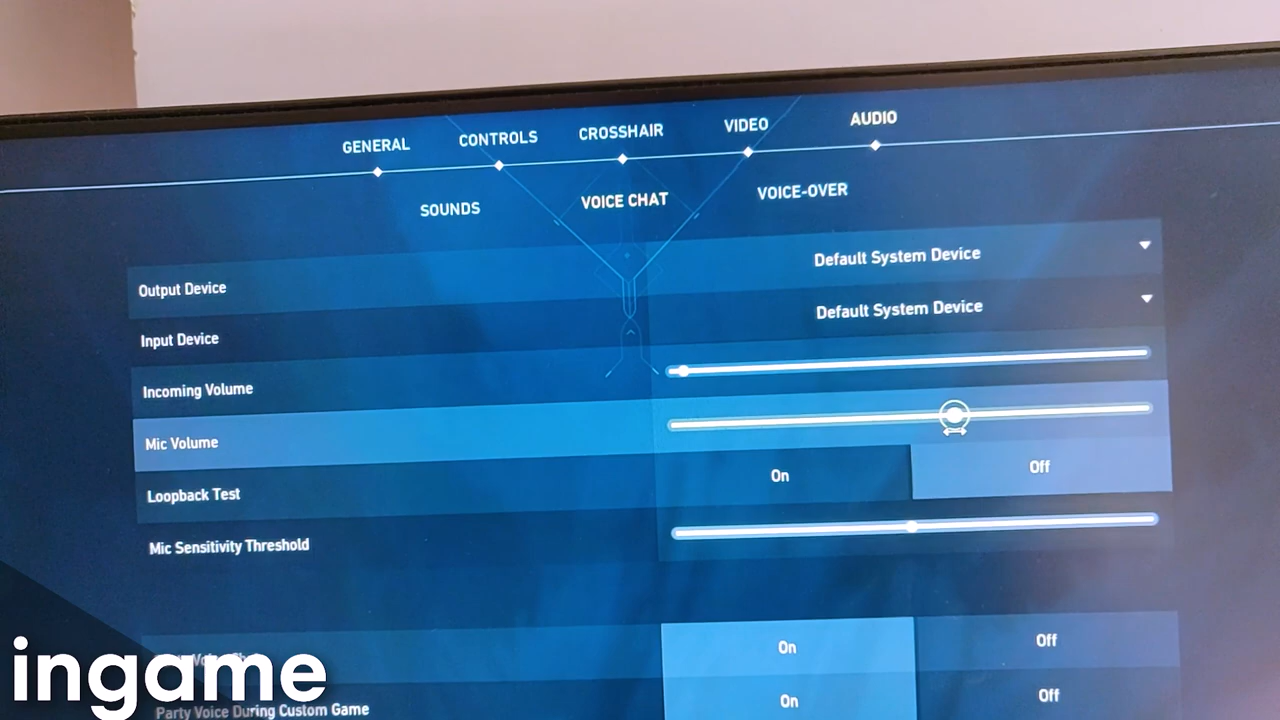 GENERAL CONTROLS CROSSHAIR VIDEO AUDIO
SOUNDS VOICE CHAT VOICE-OVER
Output Device Default System Device
Input Device Default System Device
Incoming Volume
Mic Volume
Loopback Test On Off
Mic Sensitivity Threshold
On Off
Party Voice During Custom Game On Off
ingame